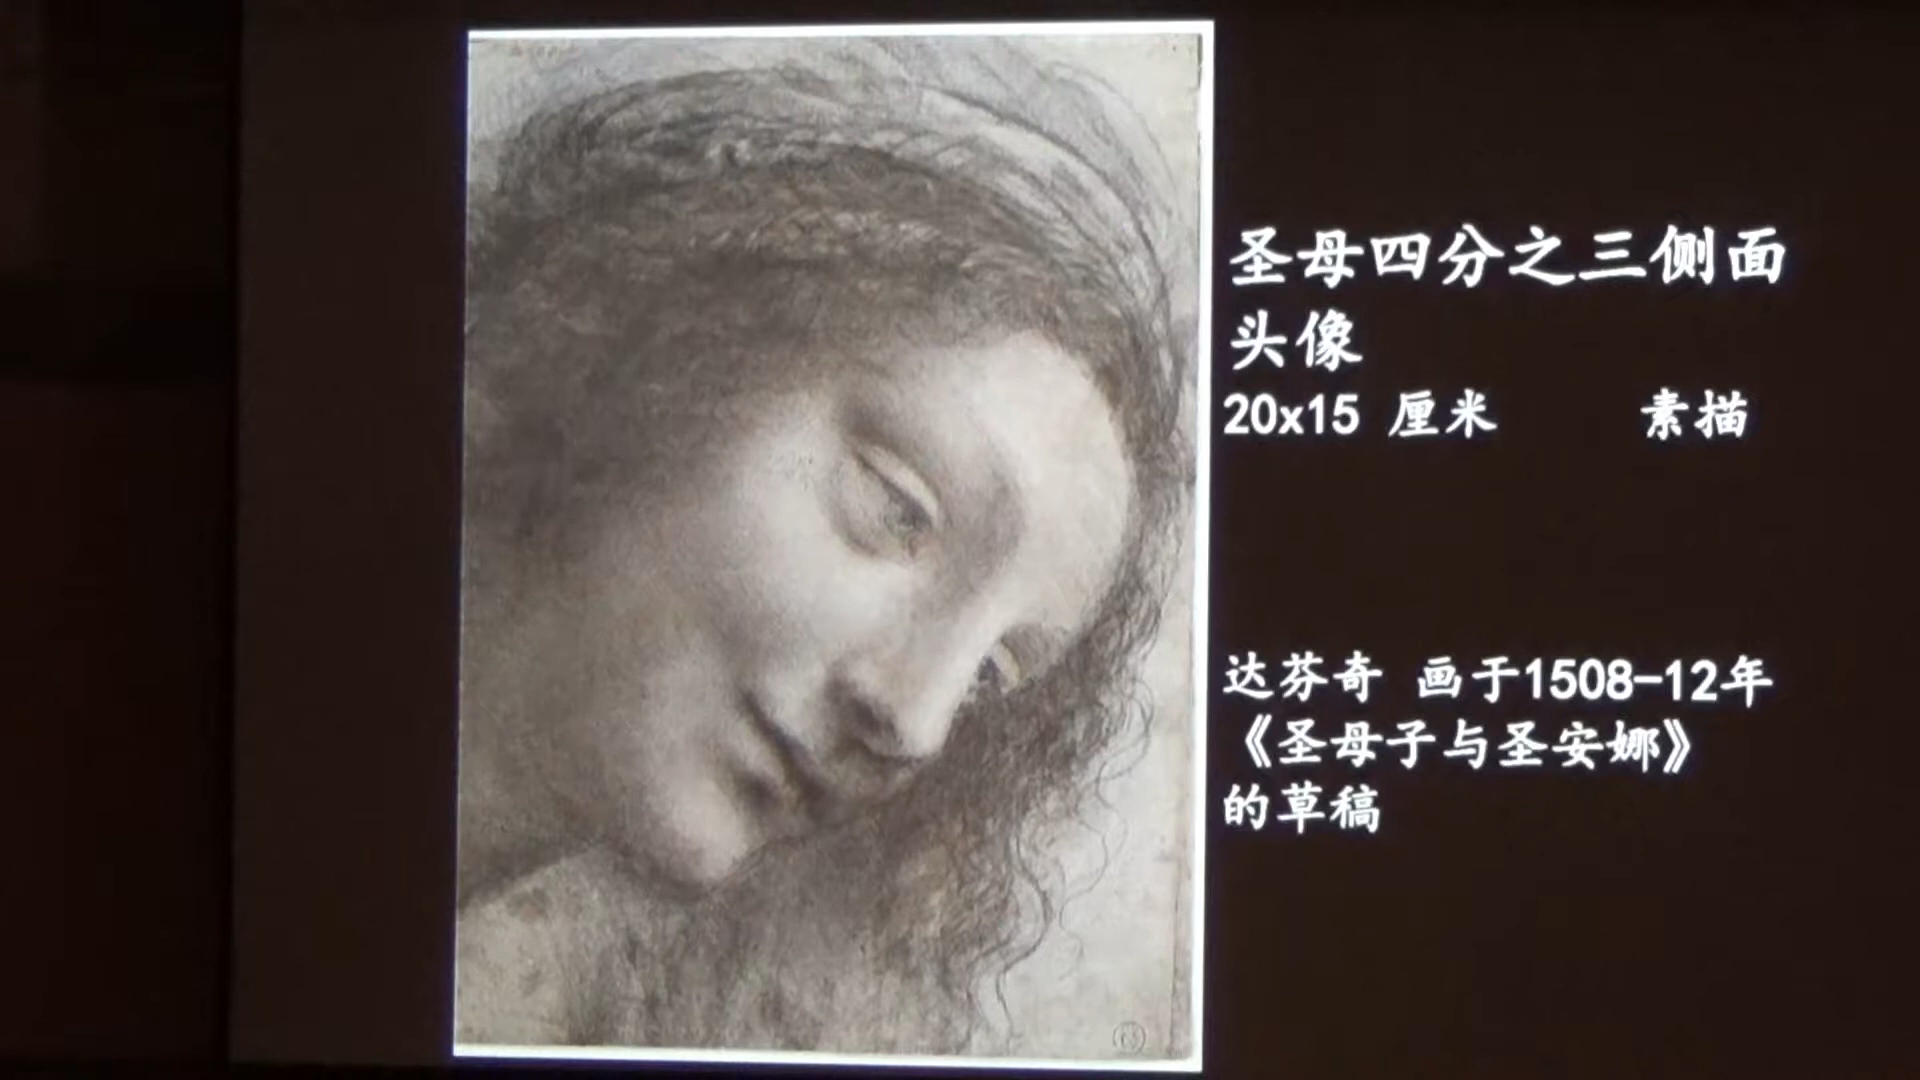 圣母四分之三侧面
头像
20x15 厘米 素描
达芬奇 画于1508-12年
《圣母子与圣安娜》
的草稿